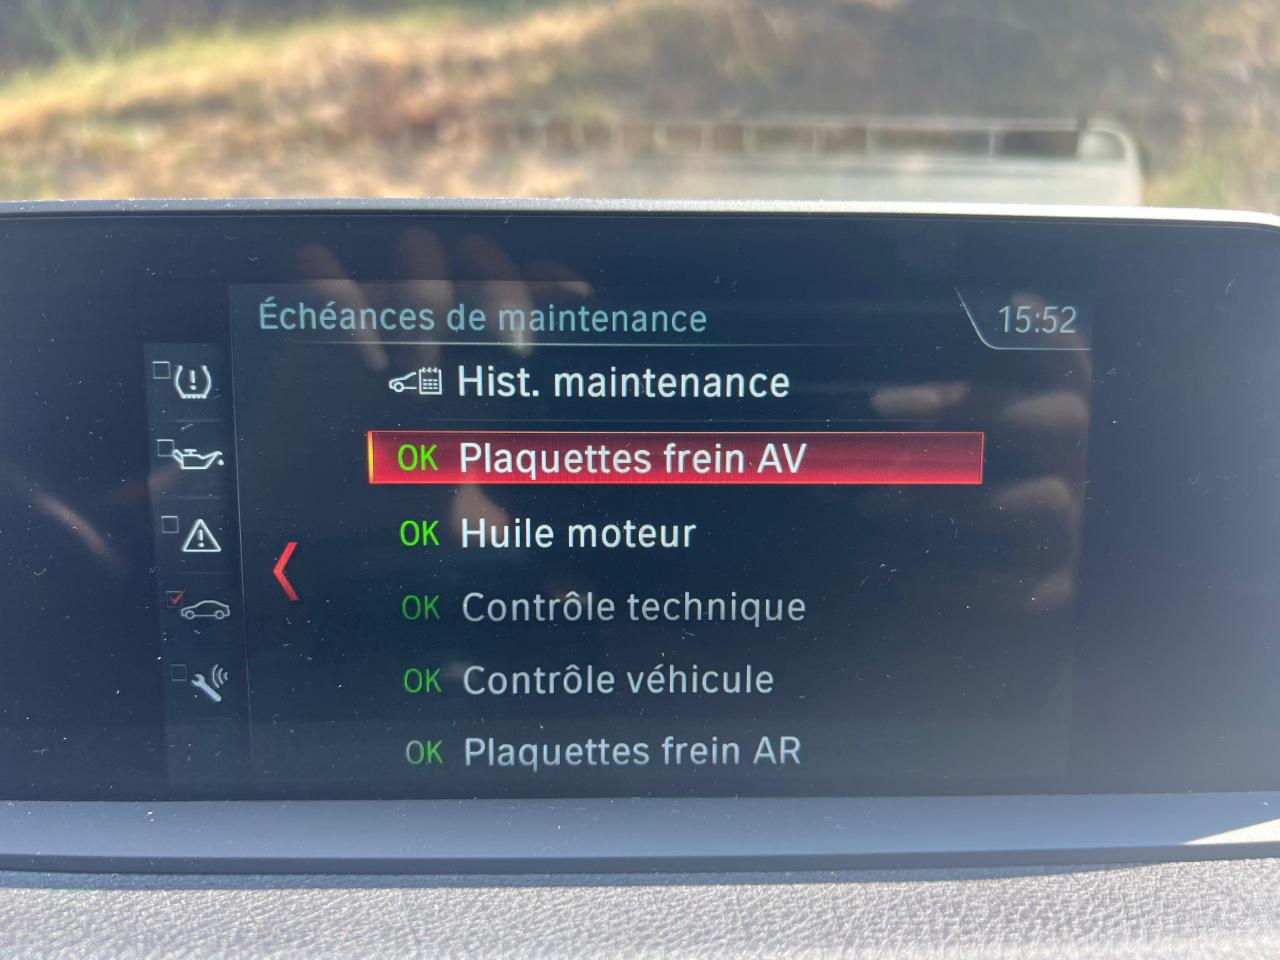 Échéances de maintenance
15:52
Hist. maintenance
OK Plaquettes frein AV
OK Huile moteur
OK Contrôle technique
OK Contrôle véhicule
OK Plaquettes frein AR